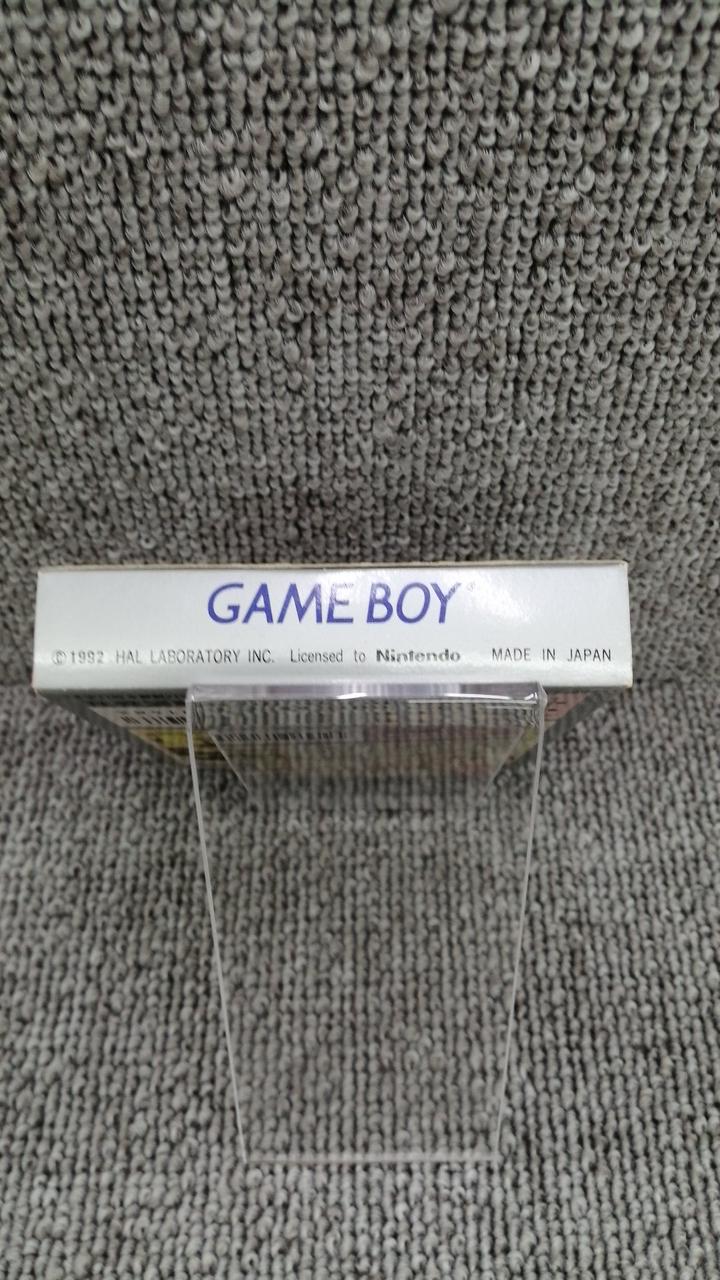 GAME BOY
©1992 HAL LABORATORY INC. Licensed to Nintendo MADE IN JAPAN